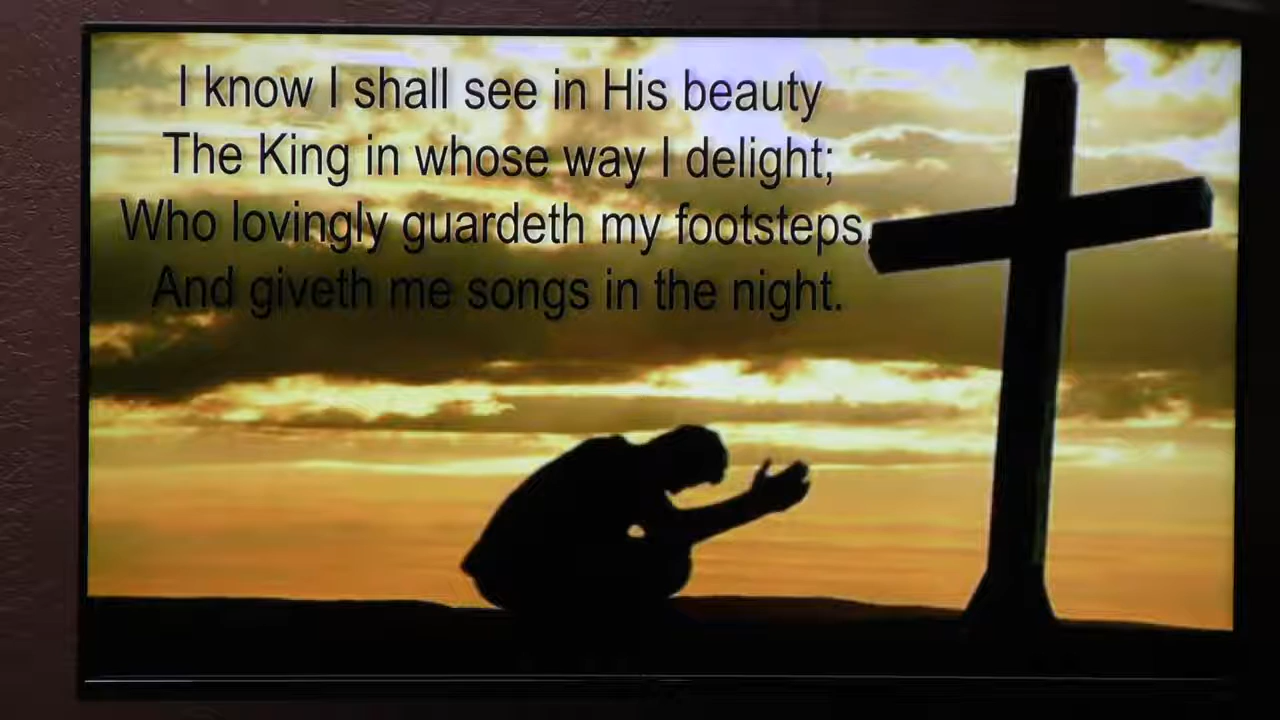 I know I shall see in His beauty
The King in whose way I delight;
Who lovingly guardeth my footsteps,
And giveth me songs in the night.